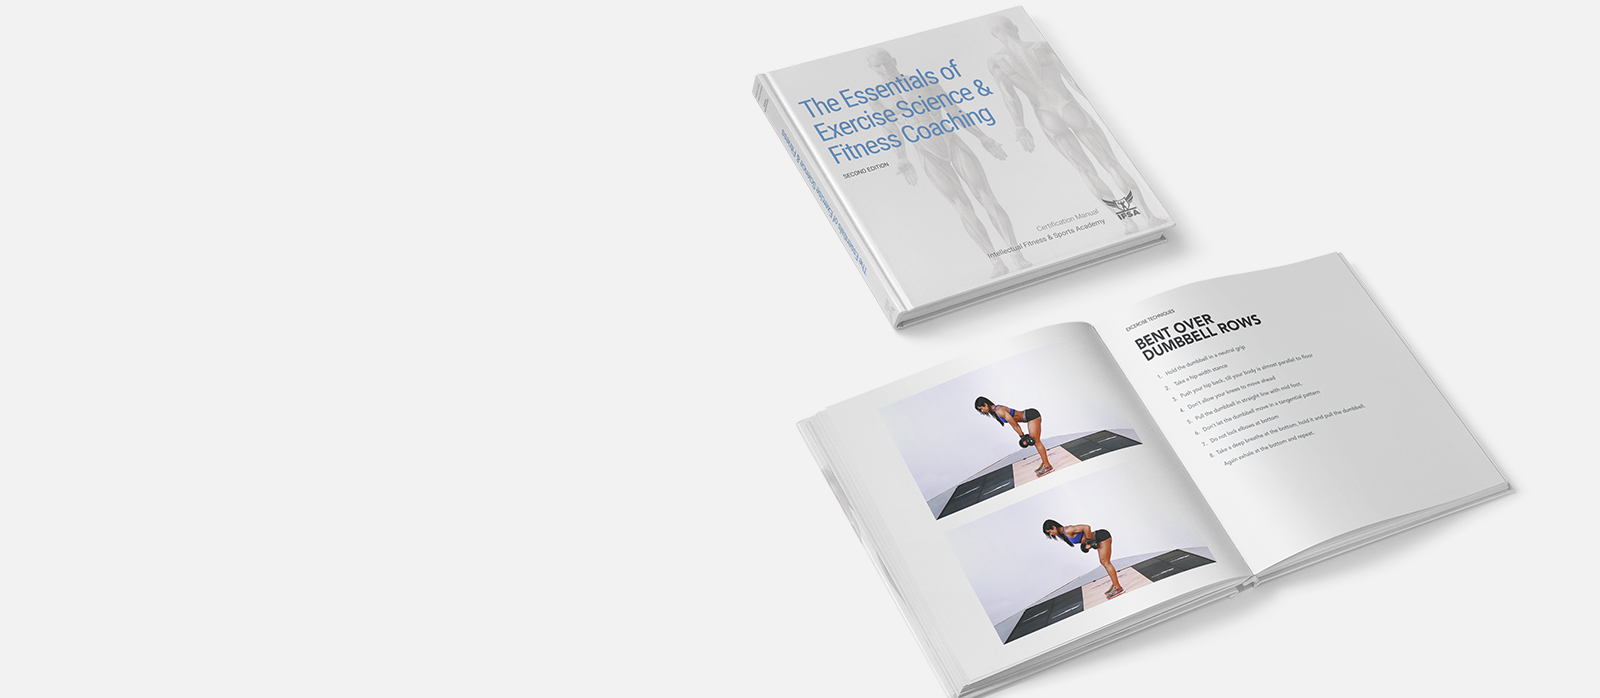 The Essentials of
Exercise Science &
Fitness Coaching
SECOND EDITION
Certification Manual
Intellectual Fitness & Sports Academy
IFSA
The Essentials of Exercise Science & Fitness
EXCERCISE TECHNIQUES
BENT OVER
DUMBBELL ROWS
1. Hold the dumbbell in a neutral grip
2. Take a hip-width stance
3. Push your hip back, till your body is almost parallel to floor
4. Don't allow your knees to move ahead
5. Pull the dumbbell in straight line with mid foot,
6. Don't let the dumbbell move in a tangential pattern
7. Do not lock elbows at bottom
8. Take a deep breathe at the bottom, hold it and pull the dumbbell.
Again exhale at the bottom and repeat.